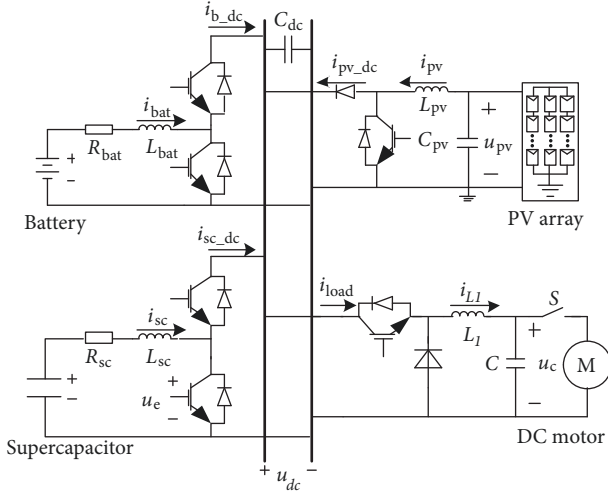 i_b_dc
C_dc
i_pv_dc
i_pv
i_bat
L_pv
+
R_bat
L_bat
C_pv
u_pv
+
−
−
Battery
PV array
i_sc_dc
i_load
i_L1
S
i_sc
R_sc
L_sc
L_1
+
M
+
+
C
u_c
−
u_e
−
−
Supercapacitor
DC motor
+ u_dc −